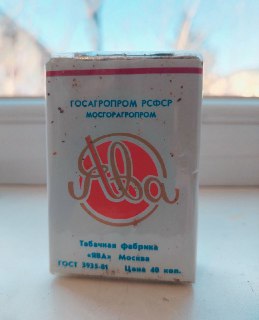 ГОСАГРОПРОМ РСФСР
МОСГОРАГРОПРОМ
Ява
Табачная фабрика
«ЯВА» Москва
ГОСТ 3935-81 Цена 40 коп.